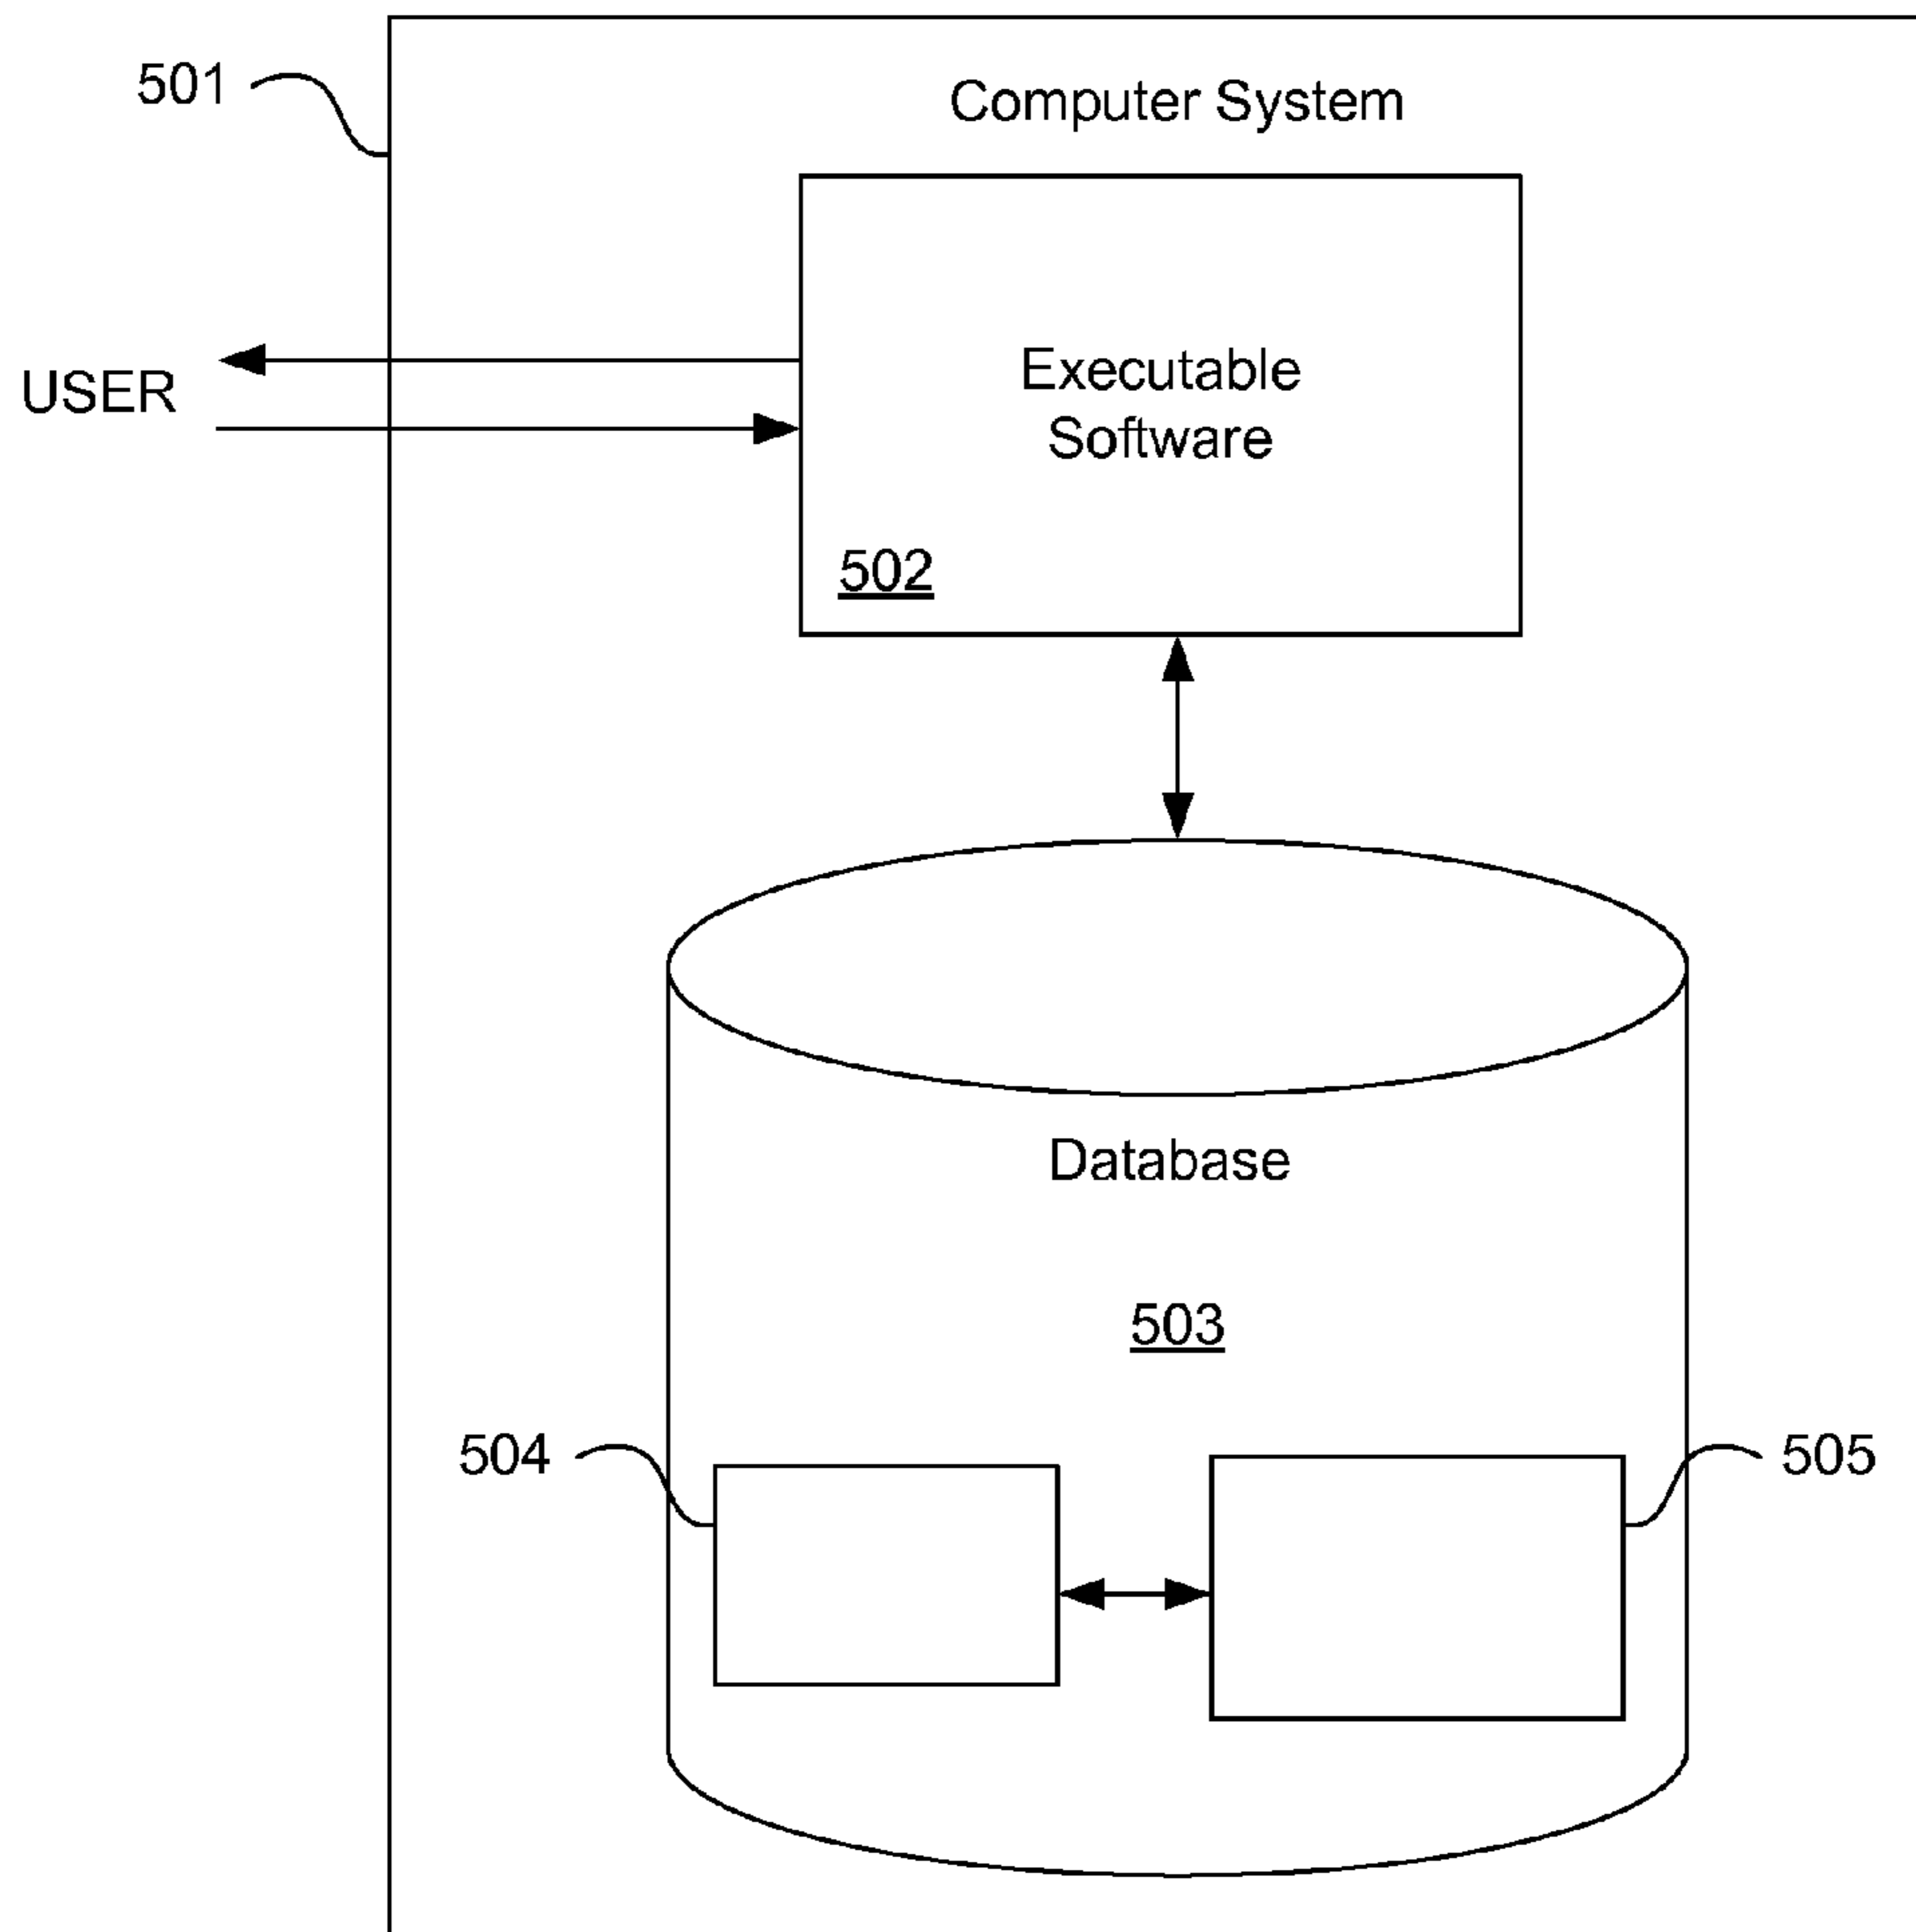 501
Computer System
USER
Executable
Software
502
Database
503
504
505